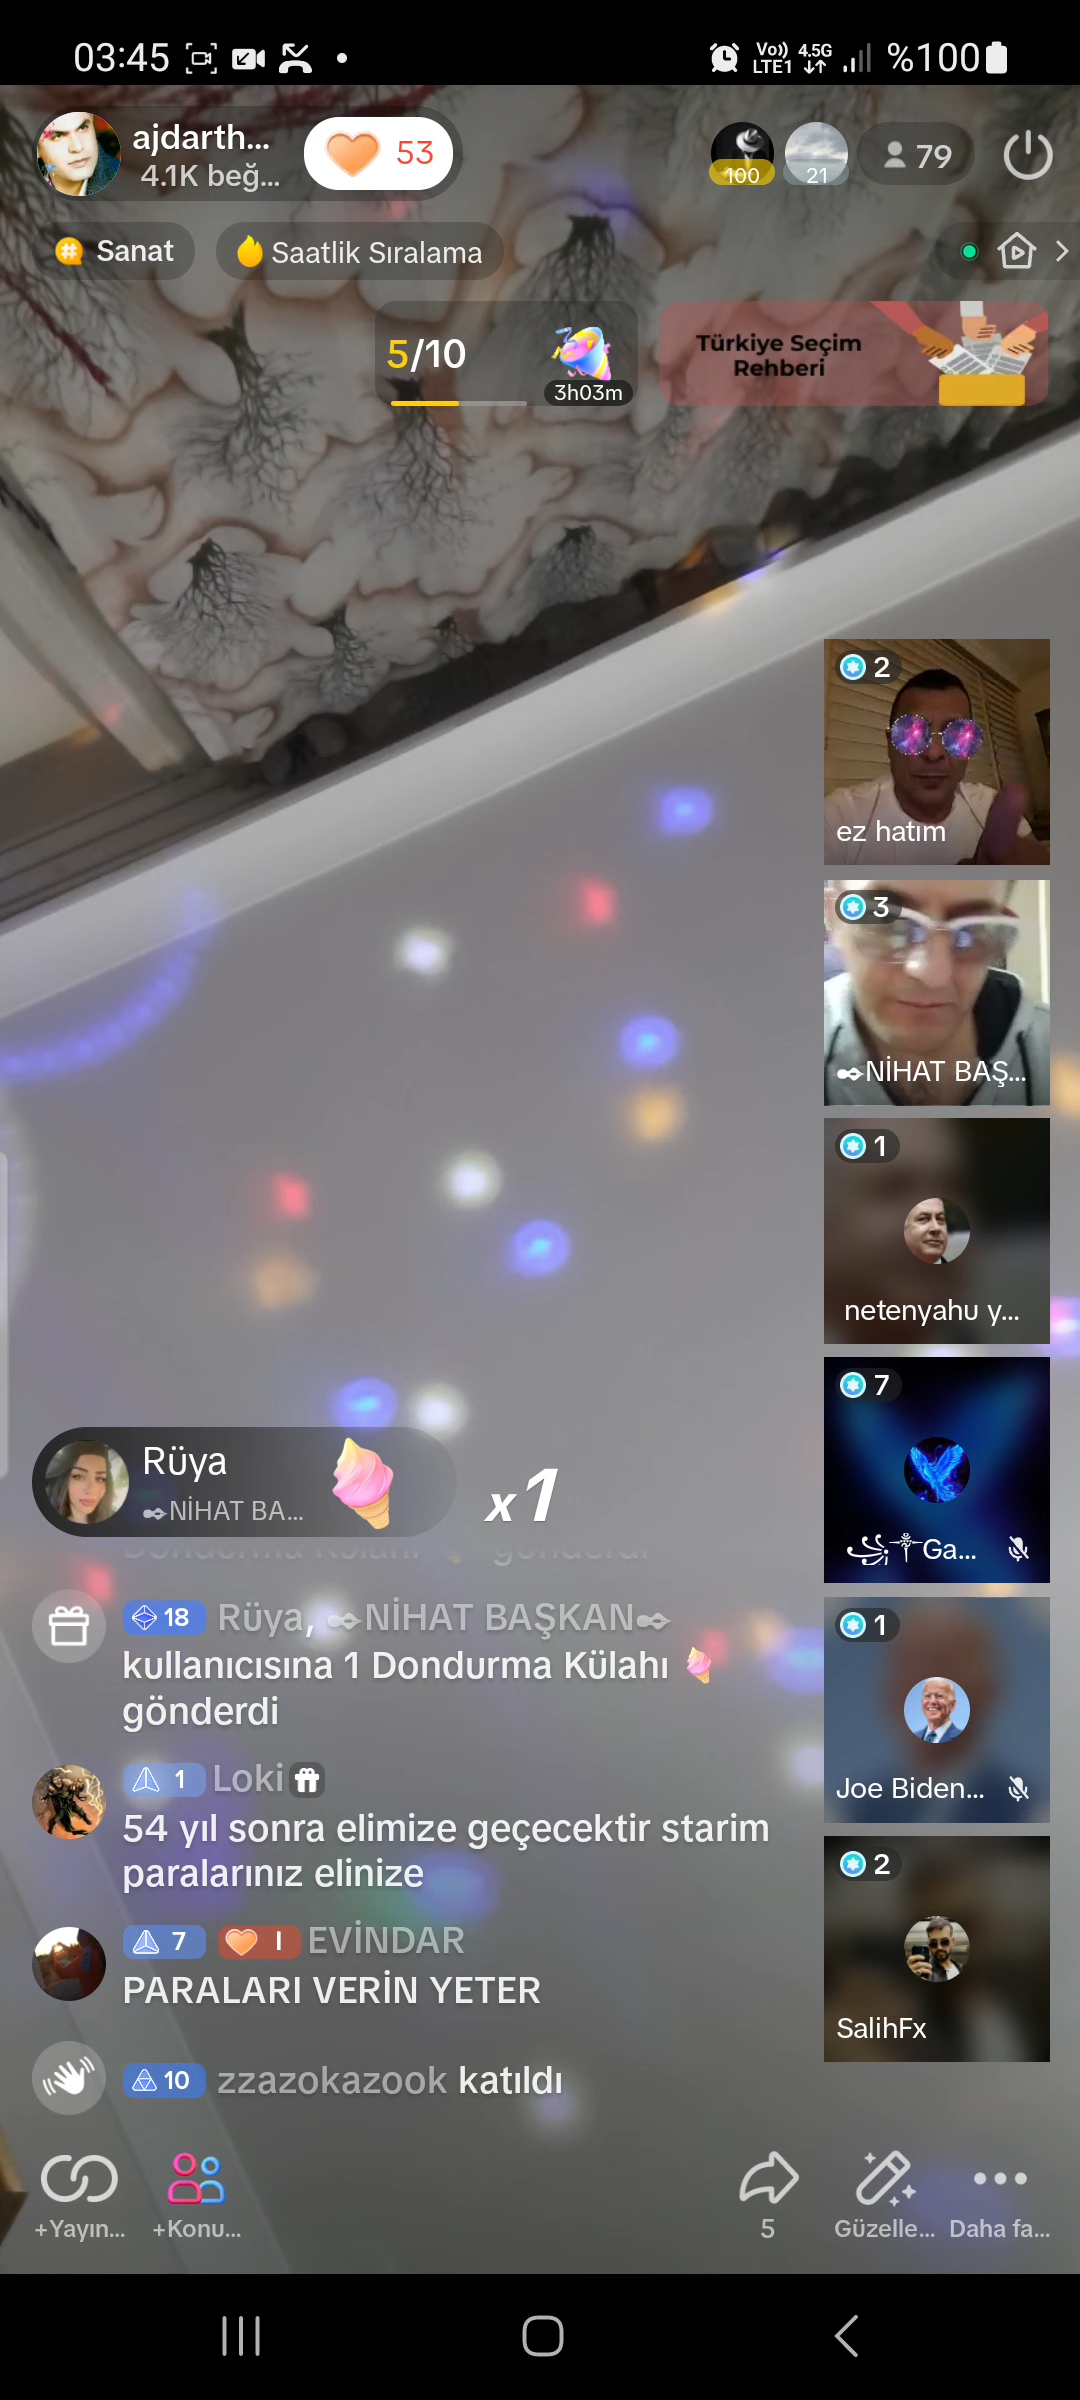 03:45
Vo)) LTE1 4.5G %100
ajdarth...
4.1K beğ...
53
100
21
79
Sanat
Saatlik Sıralama
5/10
3h03m
Türkiye Seçim
Rehberi
2
ez hatım
3
✒NİHAT BAŞ...
1
netenyahu y...
7
Ga...
1
Joe Biden...
2
SalihFx
Rüya
✒NİHAT BA...
x1
18 Rüya, ✒NİHAT BAŞKAN✒
kullanıcısına 1 Dondurma Külahı
gönderdi
1 Loki
54 yıl sonra elimize geçecektir starim
paralarınız elinize
7 I EVİNDAR
PARALARI VERİN YETER
10 zzazokazook katıldı
+Yayın...
+Konu...
5
Güzelle...
Daha fa...